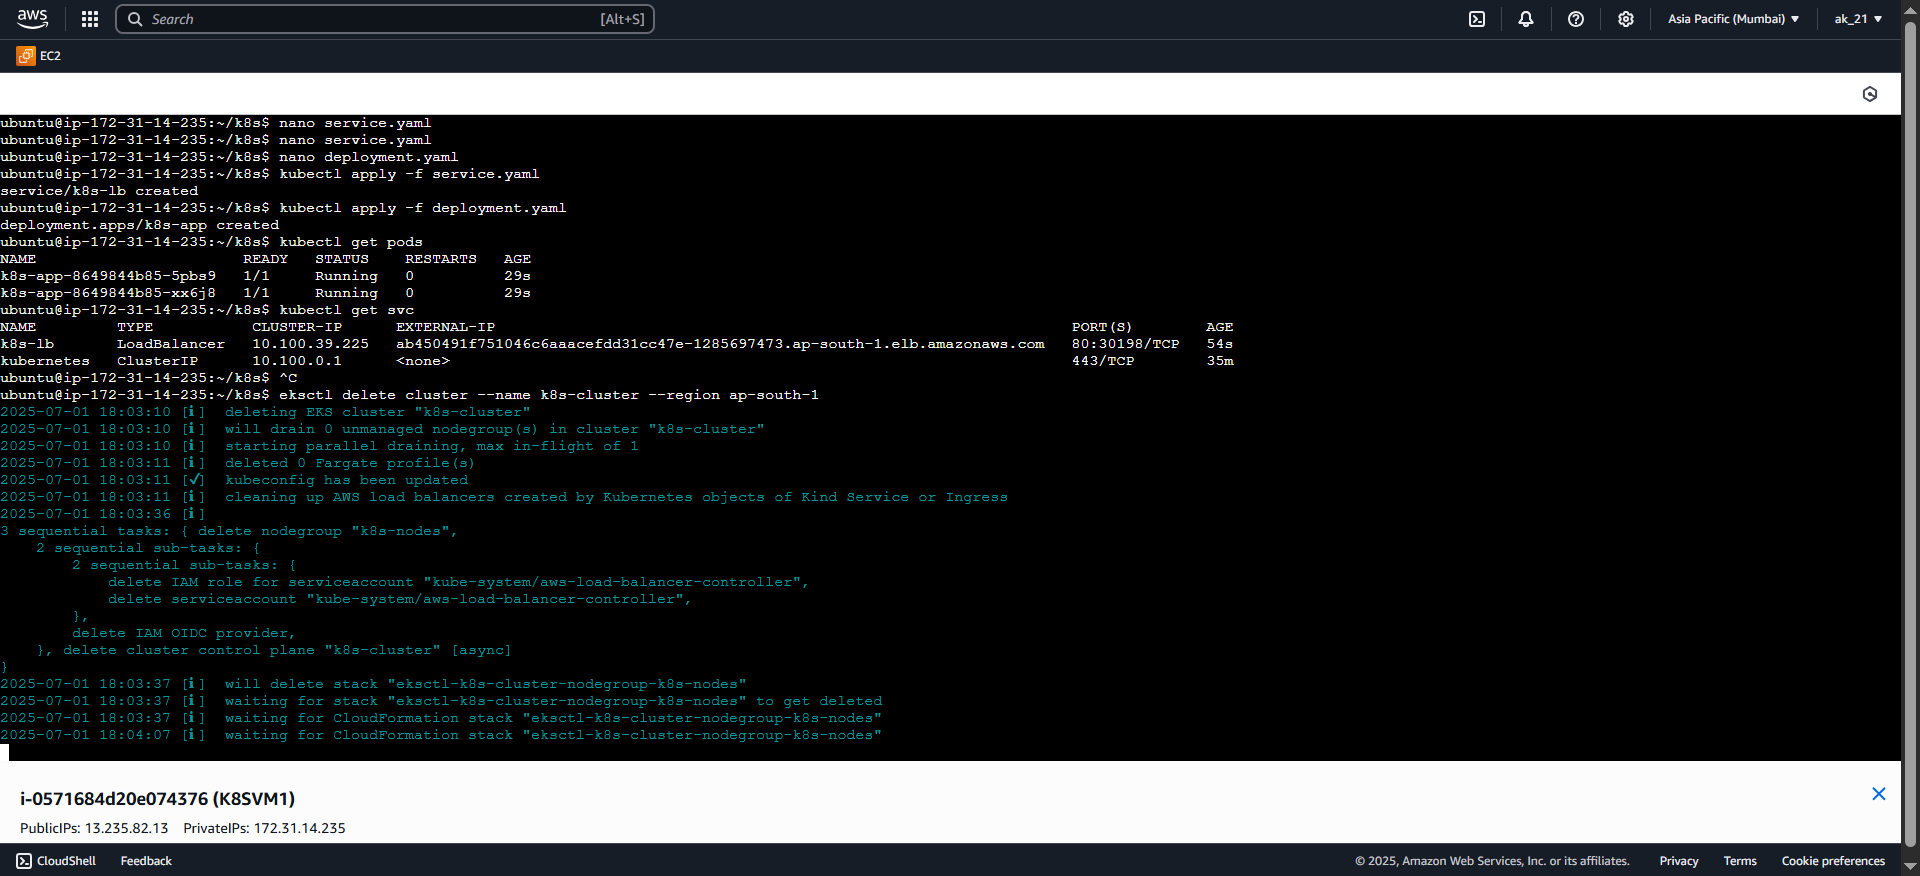 aws
Search
[Alt+S]
Asia Pacific (Mumbai)
ak_21
EC2
ubuntu@ip-172-31-14-235:~/k8s$ nano service.yaml
ubuntu@ip-172-31-14-235:~/k8s$ nano service.yaml
ubuntu@ip-172-31-14-235:~/k8s$ nano deployment.yaml
ubuntu@ip-172-31-14-235:~/k8s$ kubectl apply -f service.yaml
service/k8s-lb created
ubuntu@ip-172-31-14-235:~/k8s$ kubectl apply -f deployment.yaml
deployment.apps/k8s-app created
ubuntu@ip-172-31-14-235:~/k8s$ kubectl get pods
NAME                       READY   STATUS    RESTARTS   AGE
k8s-app-8649844b85-5pbs9   1/1     Running   0          29s
k8s-app-8649844b85-xx6j8   1/1     Running   0          29s
ubuntu@ip-172-31-14-235:~/k8s$ kubectl get svc
NAME         TYPE           CLUSTER-IP      EXTERNAL-IP                                                                PORT(S)        AGE
k8s-lb       LoadBalancer   10.100.39.225   ab450491f751046c6aaacefdd31cc47e-1285697473.ap-south-1.elb.amazonaws.com   80:30198/TCP   54s
kubernetes   ClusterIP      10.100.0.1      <none>                                                                     443/TCP        35m
ubuntu@ip-172-31-14-235:~/k8s$ ^C
ubuntu@ip-172-31-14-235:~/k8s$ eksctl delete cluster --name k8s-cluster --region ap-south-1
2025-07-01 18:03:10 [ℹ]  deleting EKS cluster "k8s-cluster"
2025-07-01 18:03:10 [ℹ]  will drain 0 unmanaged nodegroup(s) in cluster "k8s-cluster"
2025-07-01 18:03:10 [ℹ]  starting parallel draining, max in-flight of 1
2025-07-01 18:03:11 [ℹ]  deleted 0 Fargate profile(s)
2025-07-01 18:03:11 [✔]  kubeconfig has been updated
2025-07-01 18:03:11 [ℹ]  cleaning up AWS load balancers created by Kubernetes objects of Kind Service or Ingress
2025-07-01 18:03:36 [ℹ]
3 sequential tasks: { delete nodegroup "k8s-nodes",
    2 sequential sub-tasks: {
        2 sequential sub-tasks: {
            delete IAM role for serviceaccount "kube-system/aws-load-balancer-controller",
            delete serviceaccount "kube-system/aws-load-balancer-controller",
        },
        delete IAM OIDC provider,
    }, delete cluster control plane "k8s-cluster" [async]
}
2025-07-01 18:03:37 [ℹ]  will delete stack "eksctl-k8s-cluster-nodegroup-k8s-nodes"
2025-07-01 18:03:37 [ℹ]  waiting for stack "eksctl-k8s-cluster-nodegroup-k8s-nodes" to get deleted
2025-07-01 18:03:37 [ℹ]  waiting for CloudFormation stack "eksctl-k8s-cluster-nodegroup-k8s-nodes"
2025-07-01 18:04:07 [ℹ]  waiting for CloudFormation stack "eksctl-k8s-cluster-nodegroup-k8s-nodes"
i-0571684d20e074376 (K8SVM1)
PublicIPs: 13.235.82.13    PrivateIPs: 172.31.14.235
CloudShell    Feedback    © 2025, Amazon Web Services, Inc. or its affiliates.    Privacy    Terms    Cookie preferences